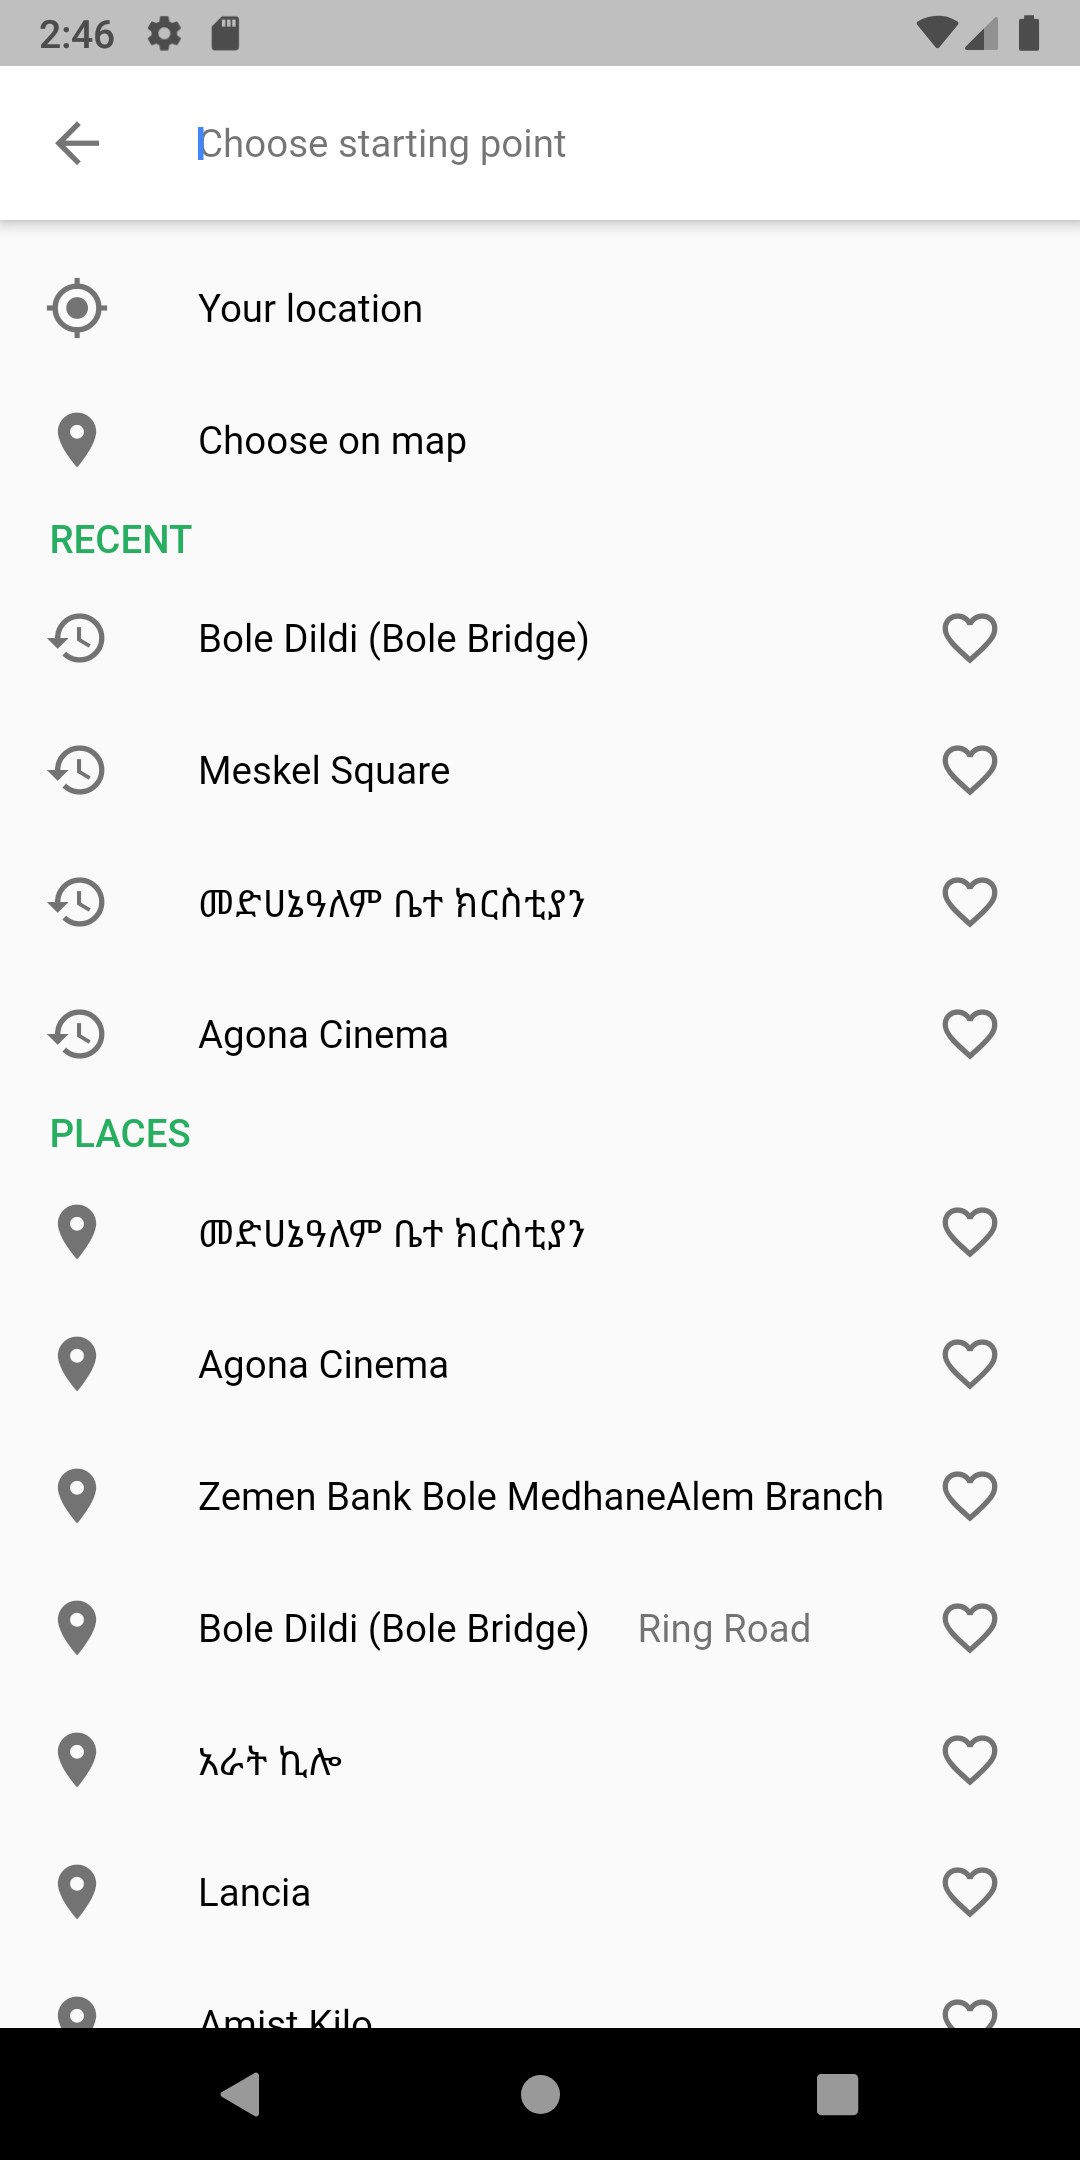 2:46
Choose starting point
Your location
Choose on map
RECENT
Bole Dildi (Bole Bridge)
Meskel Square
መድሀኔዓለም ቤተ ክርስቲያን
Agona Cinema
PLACES
መድሀኔዓለም ቤተ ክርስቲያን
Agona Cinema
Zemen Bank Bole MedhaneAlem Branch
Bole Dildi (Bole Bridge) Ring Road
አራት ኪሎ
Lancia
Amist Kilo